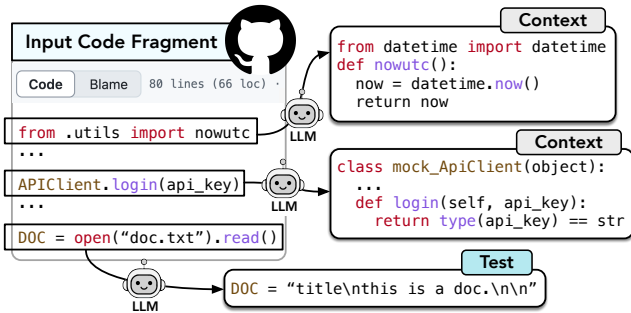 Input Code Fragment
Code Blame 80 lines (66 loc) ·
from .utils import nowutc
...
APIClient.login(api_key)
...
DOC = open(“doc.txt”).read()
LLM
Context
from datetime import datetime
def nowutc():
now = datetime.now()
return now
LLM
Context
class mock_ApiClient(object):
...
def login(self, api_key):
return type(api_key) == str
LLM
Test
DOC = “title\nthis is a doc.\n\n”